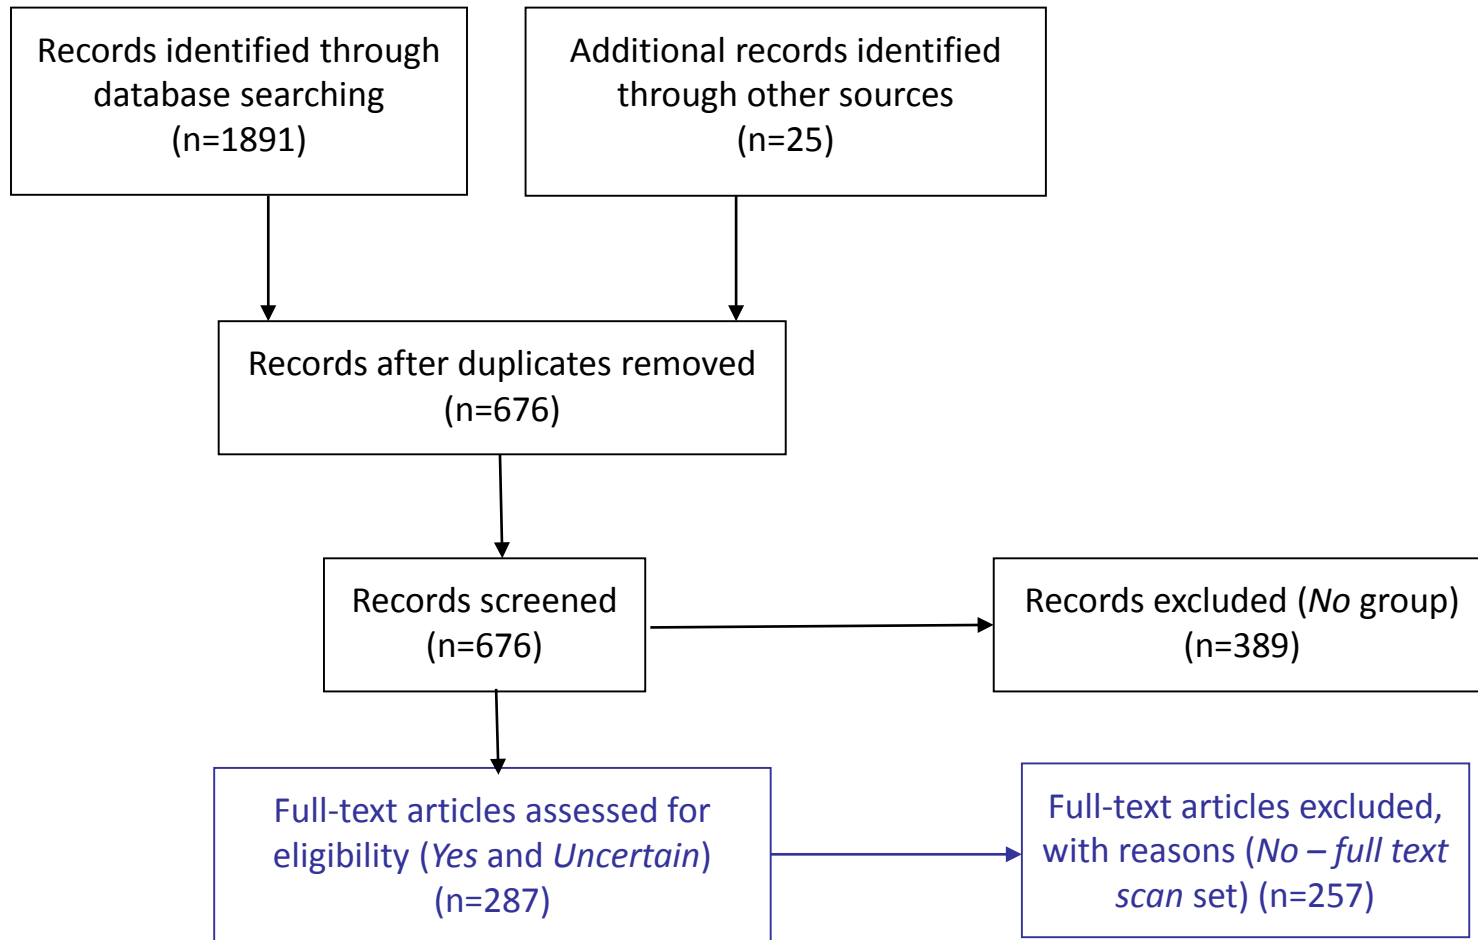 Records identified through
database searching
(n=1891)
Additional records identified
through other sources
(n=25)
Records after duplicates removed
(n=676)
Records screened
(n=676)
Records excluded (No group)
(n=389)
Full-text articles assessed for
eligibility (Yes and Uncertain)
(n=287)
Full-text articles excluded,
with reasons (No – full text
scan set) (n=257)